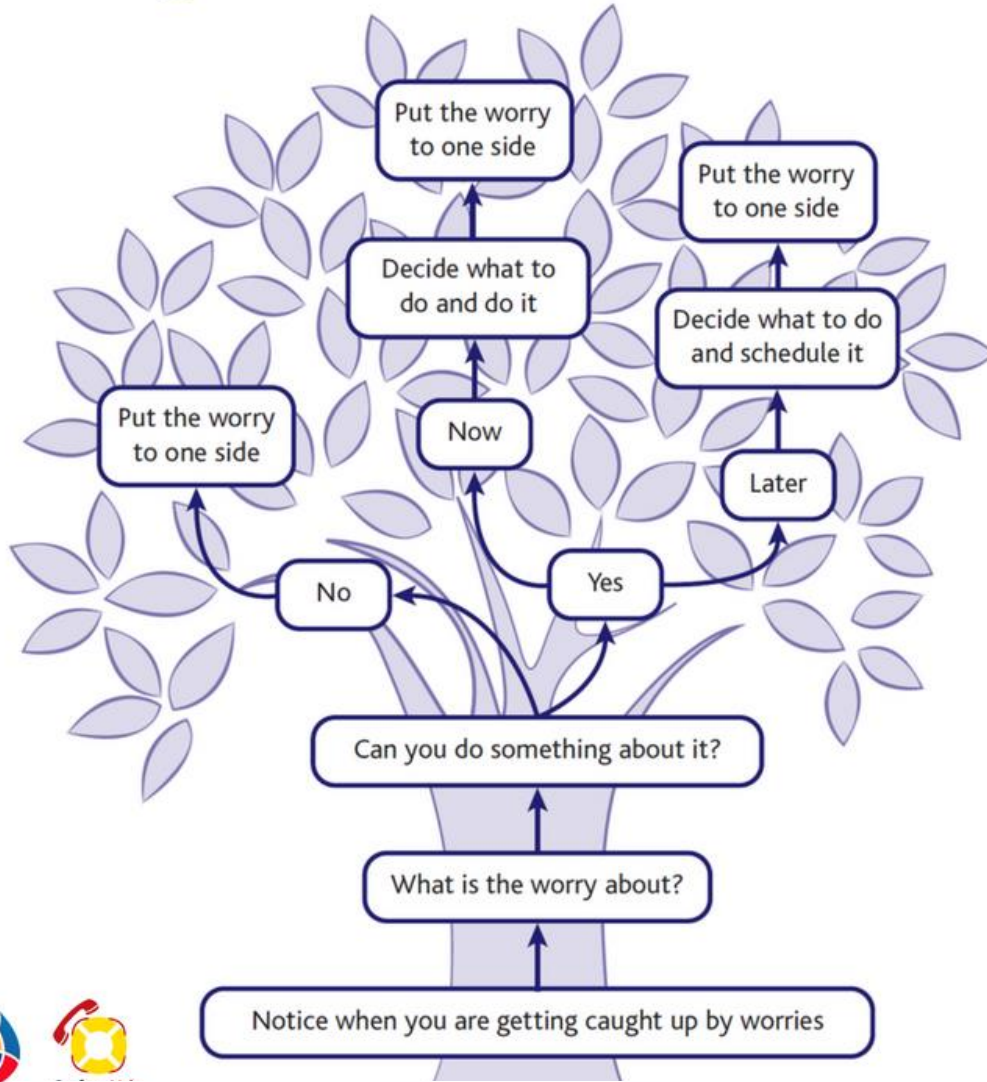 Put the worry
to one side
Put the worry
to one side
Decide what to
do and do it
Decide what to do
and schedule it
Put the worry
to one side
Now
Later
No
Yes
Can you do something about it?
What is the worry about?
Notice when you are getting caught up by worries